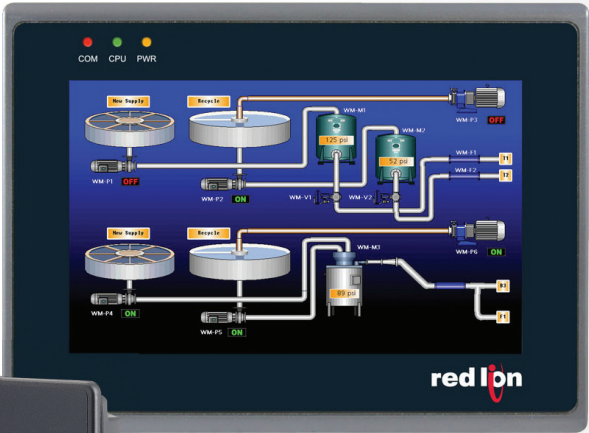 COM CPU PWR
New Supply
Recycle
WM-M1
WM-P3 OFF
WM-M2
125 psi
52 psi
WM-F1
T1
WM-F2
T2
WM-P1 OFF
WM-P2 ON
WM-V1
WM-V2
New Supply
Recycle
WM-M3
WM-P6 ON
89 psi
WM-P4 ON
WM-P5 ON
F1
red lion